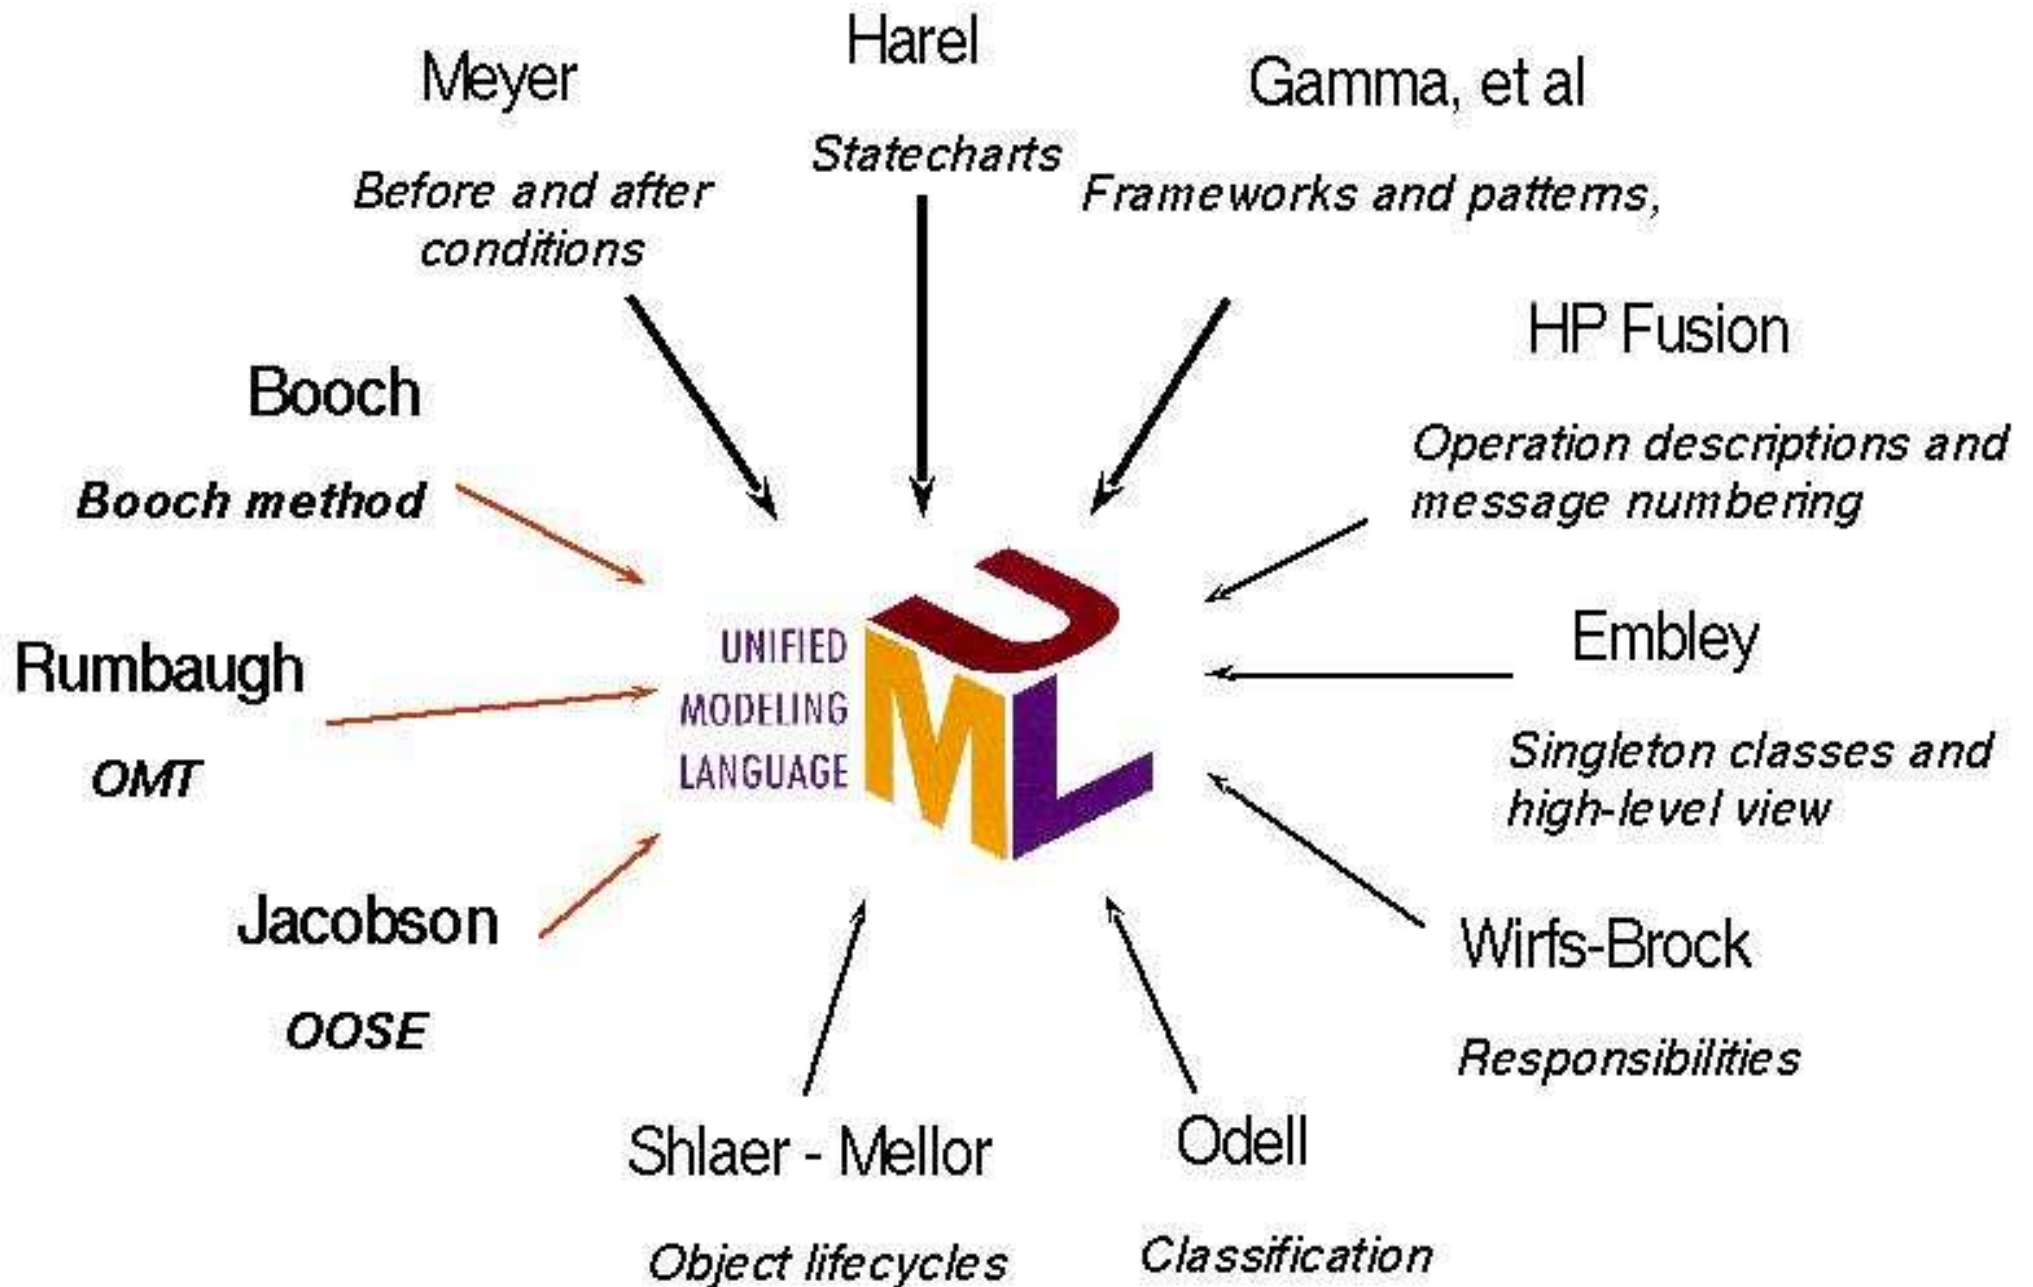 Harel
Meyer
Gamma, et al
Statecharts
Before and after
conditions
Frameworks and patterns,
HP Fusion
Booch
Operation descriptions and
message numbering
Booch method
UNIFIED
MODELING
LANGUAGE
UML
Embley
Rumbaugh
Singleton classes and
high-level view
OMT
Jacobson
Wirfs-Brock
OOSE
Responsibilities
Shlaer - Mellor
Odell
Object lifecycles
Classification